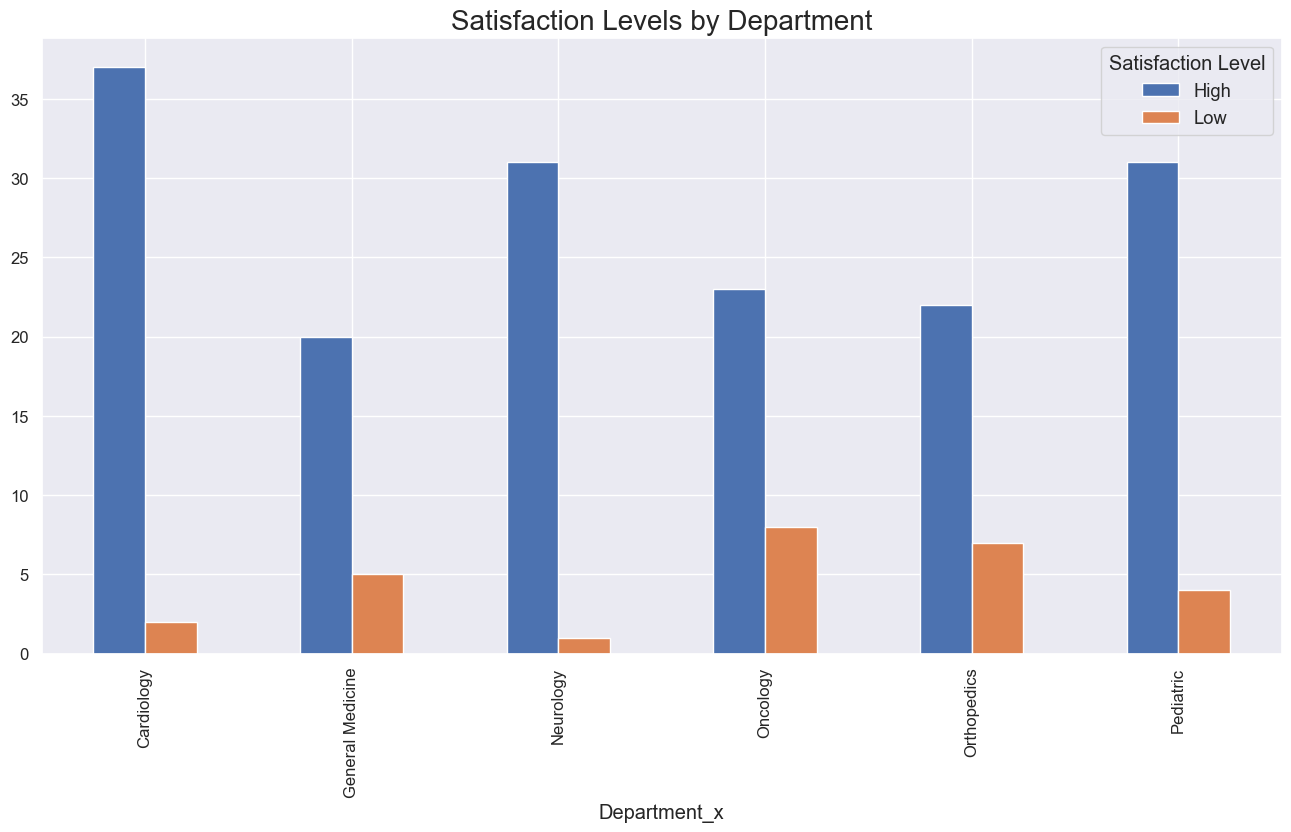 Satisfaction Levels by Department
Satisfaction Level
High
Low
35
30
25
20
15
10
5
0
Cardiology
General Medicine
Neurology
Oncology
Orthopedics
Pediatric
Department_x